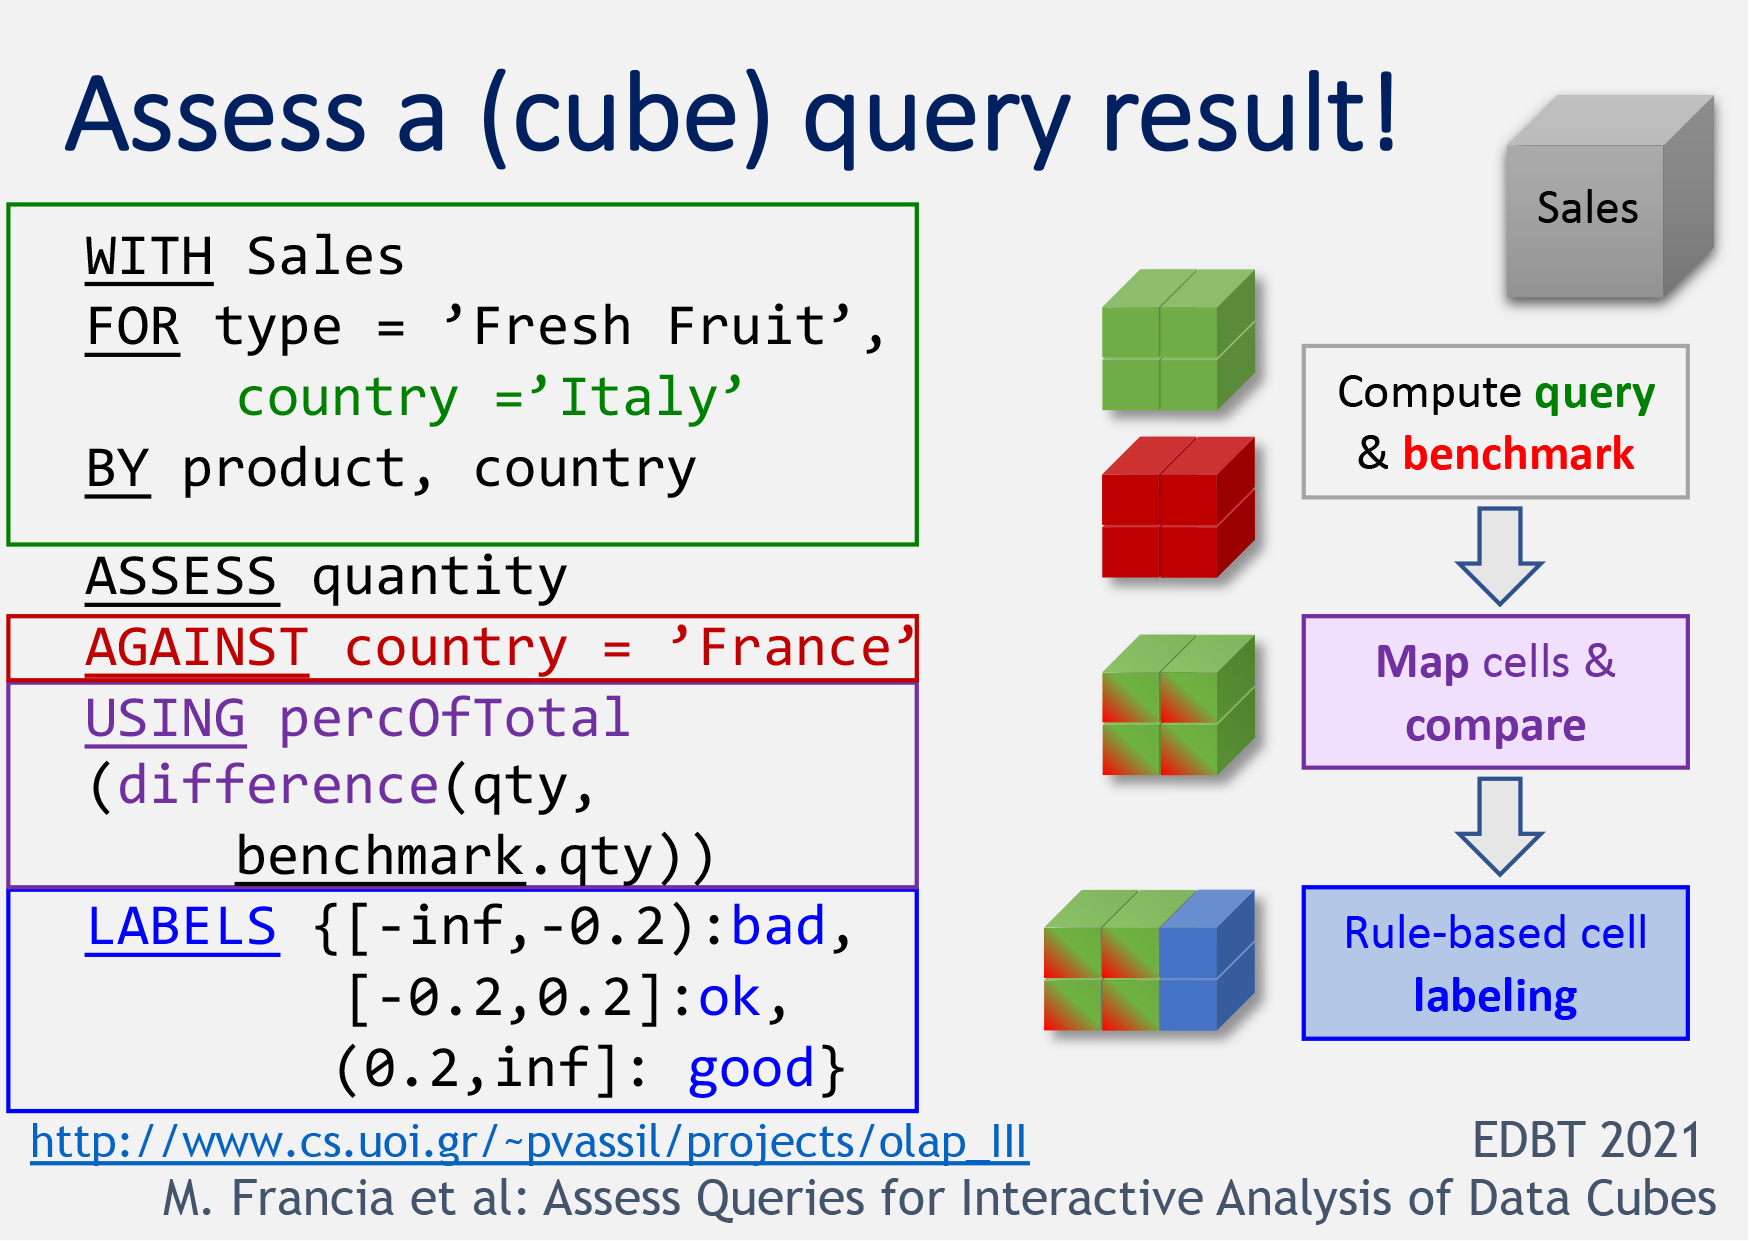 Assess a (cube) query result!
Sales
WITH Sales
FOR type = ’Fresh Fruit’,
country =’Italy’
BY product, country
ASSESS quantity
AGAINST country = ’France’
USING percOfTotal
(difference(qty,
benchmark.qty))
LABELS {[-inf,-0.2):bad,
[-0.2,0.2]:ok,
(0.2,inf]: good}
Compute query
& benchmark
Map cells &
compare
Rule-based cell
labeling
http://www.cs.uoi.gr/~pvassil/projects/olap_III
EDBT 2021
M. Francia et al: Assess Queries for Interactive Analysis of Data Cubes